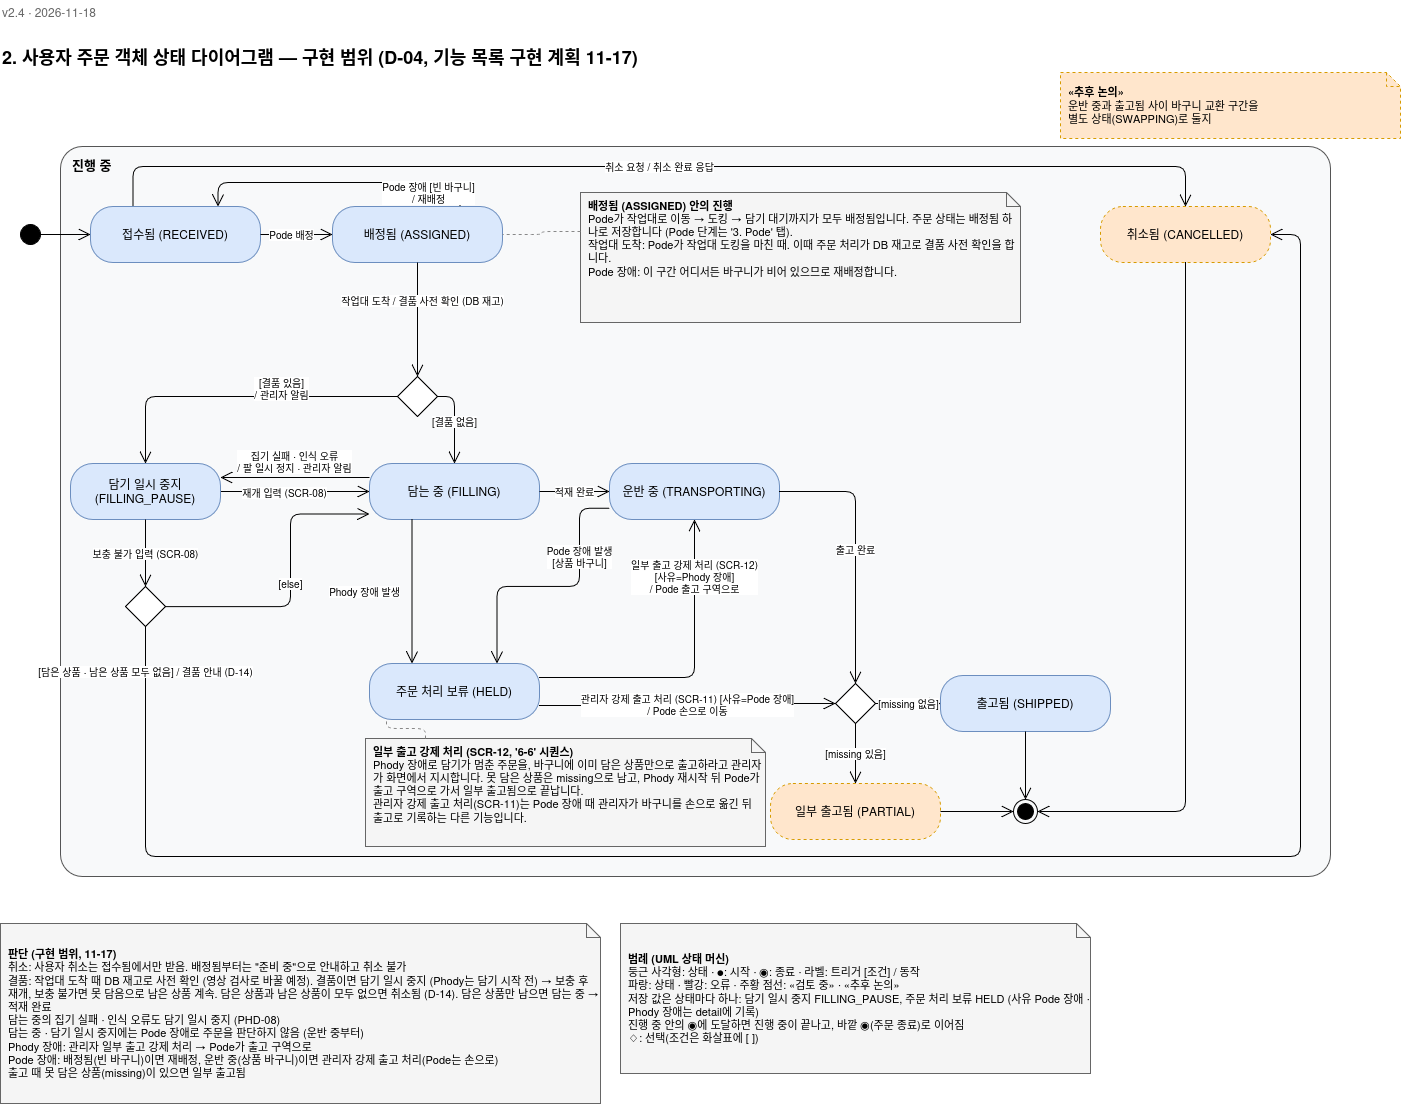 v2.4 · 2026-11-18
2. 사용자 주문 객체 상태 다이어그램 — 구현 범위 (D-04, 기능 목록 구현 계획 11-17)
«추후 논의»
운반 중과 출고됨 사이 바구니 교환 구간을
별도 상태(SWAPPING)로 둘지
진행 중
취소 요청 / 취소 완료 응답
Pode 장애 [빈 바구니]
/ 재배정
접수됨 (RECEIVED)
Pode 배정
배정됨 (ASSIGNED)
배정됨 (ASSIGNED) 안의 진행
Pode가 작업대로 이동 → 도킹 → 담기 대기까지가 모두 배정됨입니다. 주문 상태는 배정됨 하
나로 저장합니다 (Pode 단계는 '3. Pode' 탭).
작업대 도착: Pode가 작업대 도킹을 마친 때. 이때 주문 처리가 DB 재고로 결품 사전 확인을 합
니다.
Pode 장애: 이 구간 어디서든 바구니가 비어 있으므로 재배정합니다.
취소됨 (CANCELLED)
작업대 도착 / 결품 사전 확인 (DB 재고)
[결품 있음]
/ 관리자 알림
[결품 없음]
집기 실패 · 인식 오류
/ 팔 일시 정지 · 관리자 알림
담기 일시 중지
(FILLING_PAUSE)
재개 입력 (SCR-08)
담는 중 (FILLING)
적재 완료
운반 중 (TRANSPORTING)
보충 불가 입력 (SCR-08)
[else]
Phody 장애 발생
Pode 장애 발생
[상품 바구니]
일부 출고 강제 처리 (SCR-12)
[사유=Phody 장애]
/ Pode 출고 구역으로
출고 완료
[담은 상품 · 남은 상품 모두 없음] / 결품 안내 (D-14)
주문 처리 보류 (HELD)
관리자 강제 출고 처리 (SCR-11) [사유=Pode 장애]
/ Pode 손으로 이동
[missing 없음]
출고됨 (SHIPPED)
[missing 있음]
일부 출고됨 (PARTIAL)
일부 출고 강제 처리 (SCR-12, '6-6' 시퀀스)
Phody 장애로 담기가 멈춘 주문을, 바구니에 이미 담은 상품만으로 출고하라고 관리자
가 화면에서 지시합니다. 못 담은 상품은 missing으로 남고, Phody 재시작 뒤 Pode가
출고 구역으로 가서 일부 출고됨으로 끝납니다.
관리자 강제 출고 처리(SCR-11)는 Pode 장애 때 관리자가 바구니를 손으로 옮긴 뒤
출고로 기록하는 다른 기능입니다.
판단 (구현 범위, 11-17)
취소: 사용자 취소는 접수됨에서만 받음. 배정됨부터는 "준비 중"으로 안내하고 취소 불가
결품: 작업대 도착 때 DB 재고로 사전 확인 (영상 검사로 바꿀 예정). 결품이면 담기 일시 중지 (Phody는 담기 시작 전) → 보충 후
재개, 보충 불가면 못 담음으로 남은 상품 계속. 담은 상품과 남은 상품이 모두 없으면 취소됨 (D-14). 담은 상품만 남으면 담는 중 →
적재 완료
담는 중의 집기 실패 · 인식 오류도 담기 일시 중지 (PHD-08)
담는 중 · 담기 일시 중지에는 Pode 장애로 주문을 판단하지 않음 (운반 중부터)
Phody 장애: 관리자 일부 출고 강제 처리 → Pode가 출고 구역으로
Pode 장애: 배정됨(빈 바구니)이면 재배정, 운반 중(상품 바구니)이면 관리자 강제 출고 처리(Pode는 손으로)
출고 때 못 담은 상품(missing)이 있으면 일부 출고됨
범례 (UML 상태 머신)
둥근 사각형: 상태 · ●: 시작 · ◉: 종료 · 라벨: 트리거 [조건] / 동작
파랑: 상태 · 빨강: 오류 · 주황 점선: «검토 중» · «추후 논의»
저장 값은 상태마다 하나: 담기 일시 중지 FILLING_PAUSE, 주문 처리 보류 HELD (사유 Pode 장애 ·
Phody 장애는 detail에 기록)
진행 중 안의 ◉에 도달하면 진행 중이 끝나고, 바깥 ◉(주문 종료)로 이어짐
♢: 선택(조건은 화살표에 [ ])